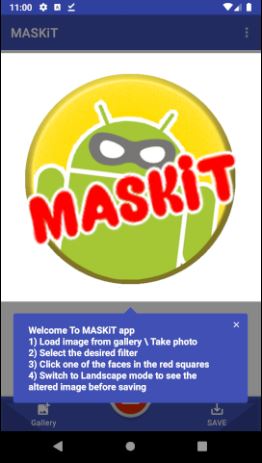 11:00
MASKiT
MASKiT
Welcome To MASKiT app
1) Load image from gallery \ Take photo
2) Select the desired filter
3) Click one of the faces in the red squares
4) Switch to Landscape mode to see the
altered image before saving
Gallery
SAVE